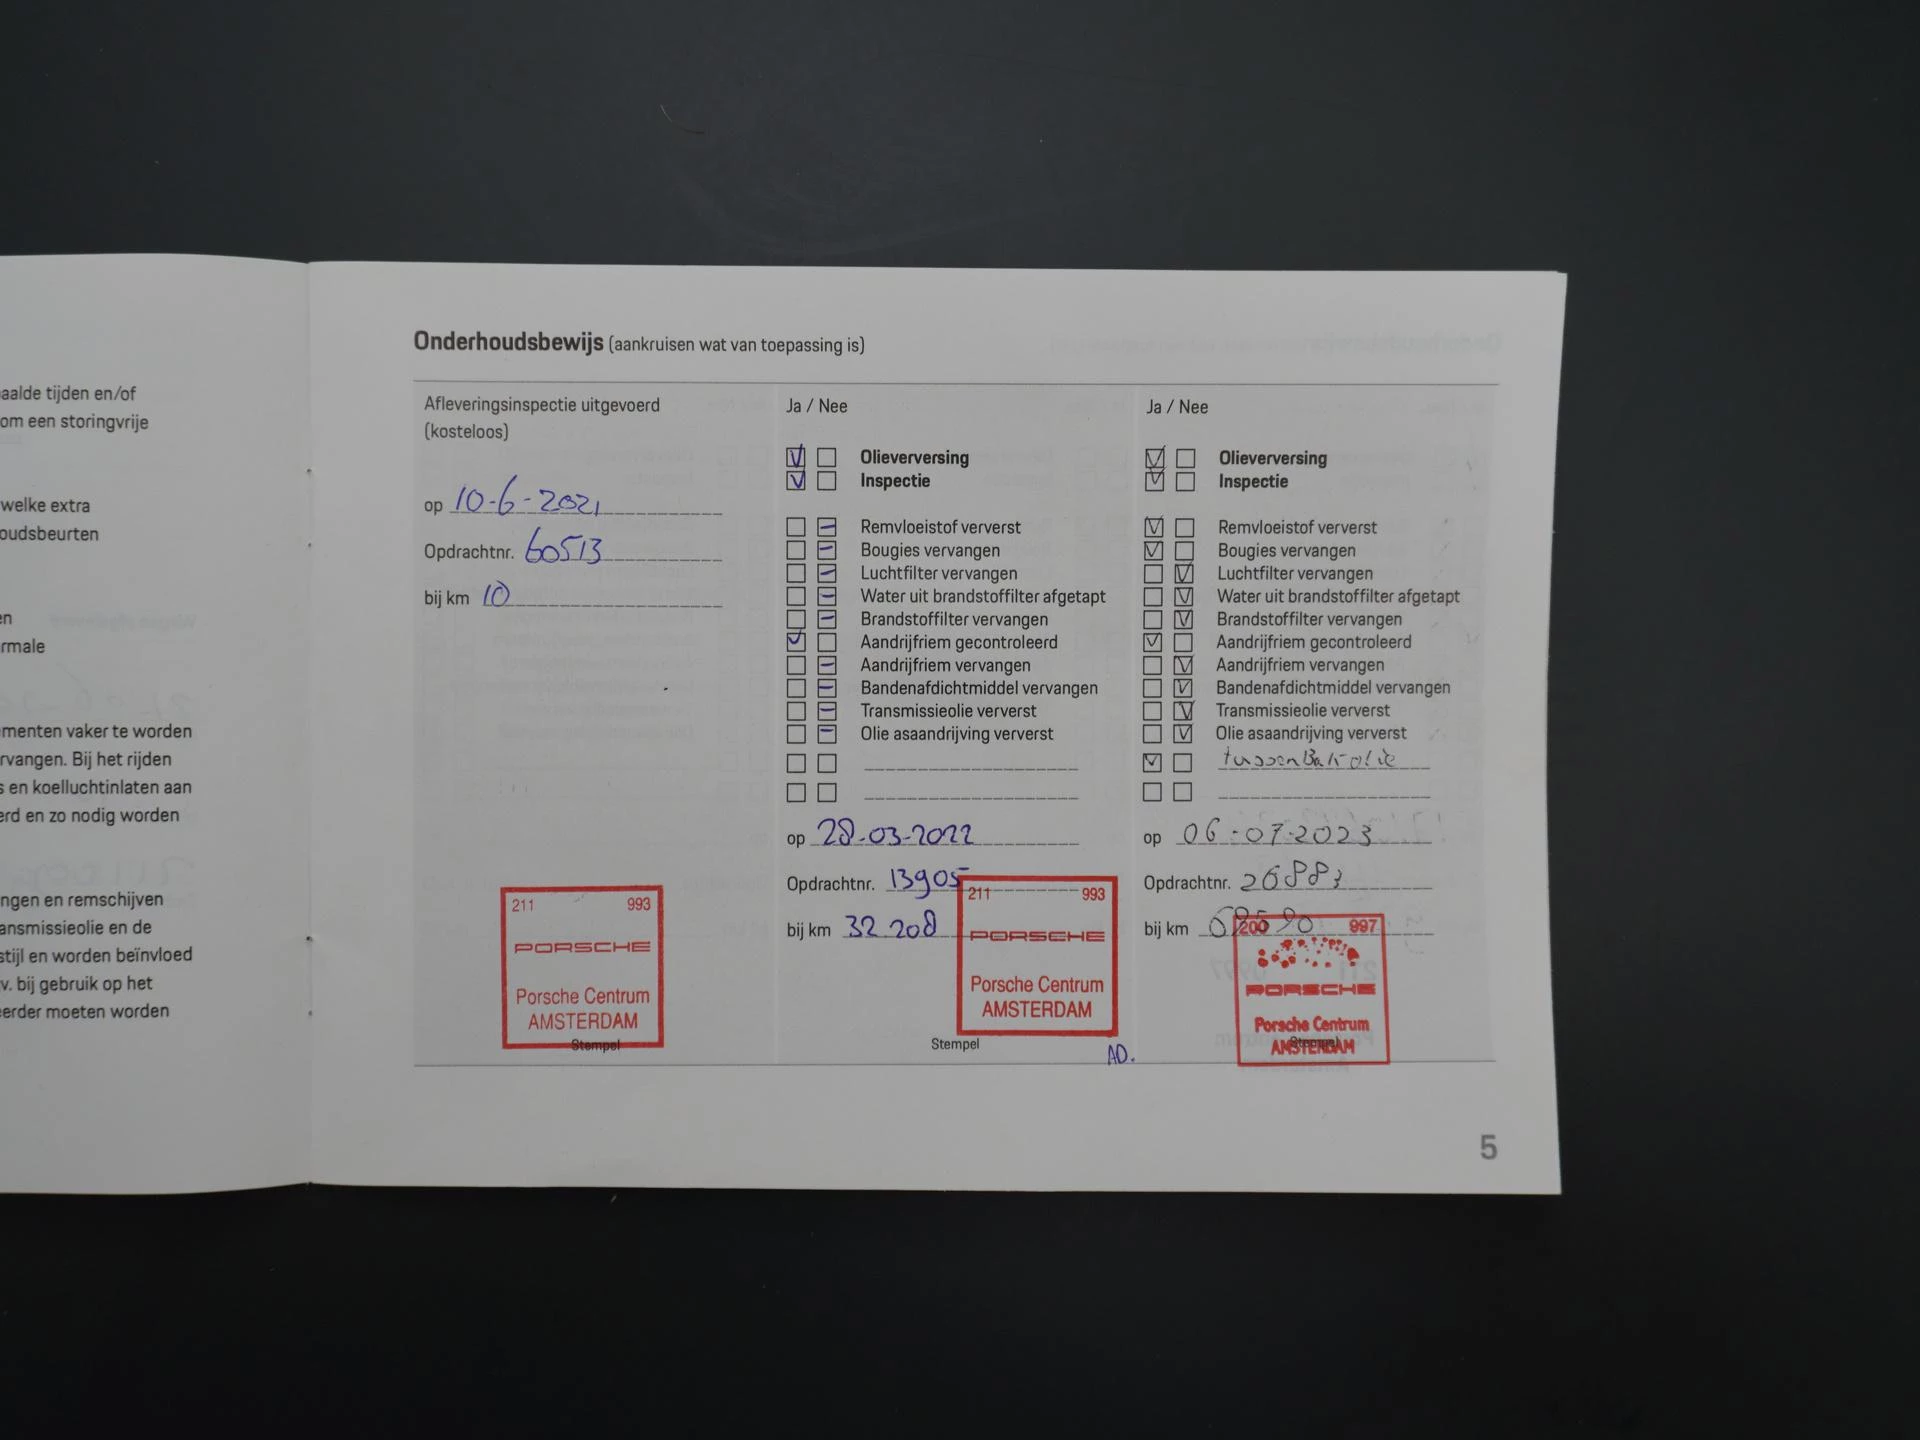 aalde tijden en/of
om een storingvrije
welke extra
oudsbeurten
en
rmale
menten vaker te worden
rvangen. Bij het rijden
s en koelluchtinlaten aan
erd en zo nodig worden
ngen en remschijven
ansmissieolie en de
stijl en worden beïnvloed
v. bij gebruik op het
eerder moeten worden
Onderhoudsbewijs (aankruisen wat van toepassing is)
Afleveringsinspectie uitgevoerd
(kosteloos)
op 10-6-2021
Opdrachtnr. 60513
bij km 10
211 993
PORSCHE
Porsche Centrum
AMSTERDAM
Stempel
Ja / Nee
Olieverversing
Inspectie
Remvloeistof ververst
Bougies vervangen
Luchtfilter vervangen
Water uit brandstoffilter afgetapt
Brandstoffilter vervangen
Aandrijfriem gecontroleerd
Aandrijfriem vervangen
Bandenafdichtmiddel vervangen
Transmissieolie ververst
Olie asaandrijving ververst
op 28-03-2022
Opdrachtnr. 13905
bij km 32 208
211 993
PORSCHE
Porsche Centrum
AMSTERDAM
Stempel
AD.
Ja / Nee
Olieverversing
Inspectie
Remvloeistof ververst
Bougies vervangen
Luchtfilter vervangen
Water uit brandstoffilter afgetapt
Brandstoffilter vervangen
Aandrijfriem gecontroleerd
Aandrijfriem vervangen
Bandenafdichtmiddel vervangen
Transmissieolie ververst
Olie asaandrijving ververst
tussenbakolie
op 06-07-2023
Opdrachtnr. 26883
bij km
200 997
PORSCHE
Porsche Centrum
AMSTERDAM
Stempel
5